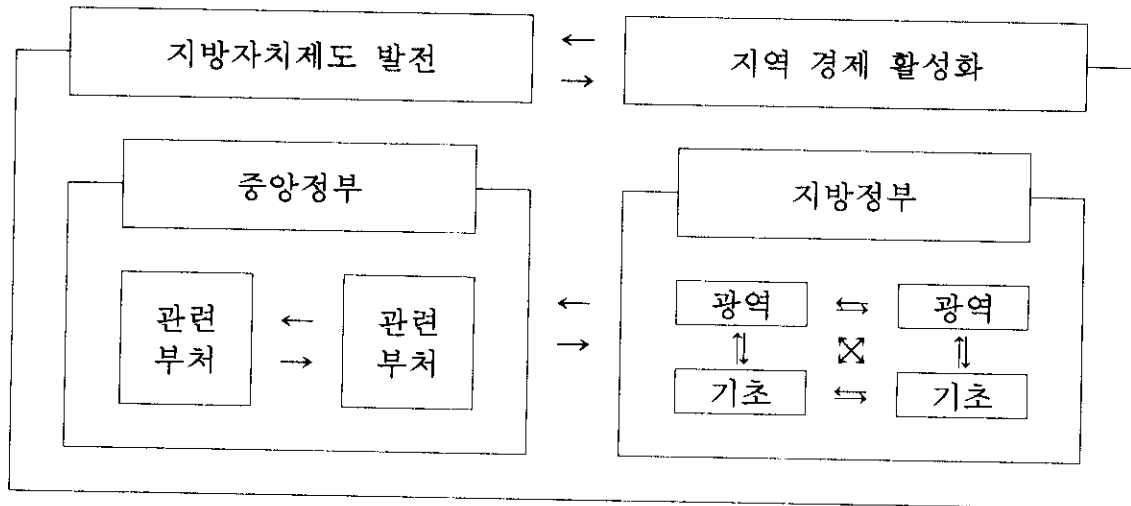 지방자치제도 발전 ← → 지역 경제 활성화
중앙정부
지방정부
관련 부처 ← → 관련 부처
← →
광역 ⇆ 광역
⇅ ⇅
기초 ⇆ 기초